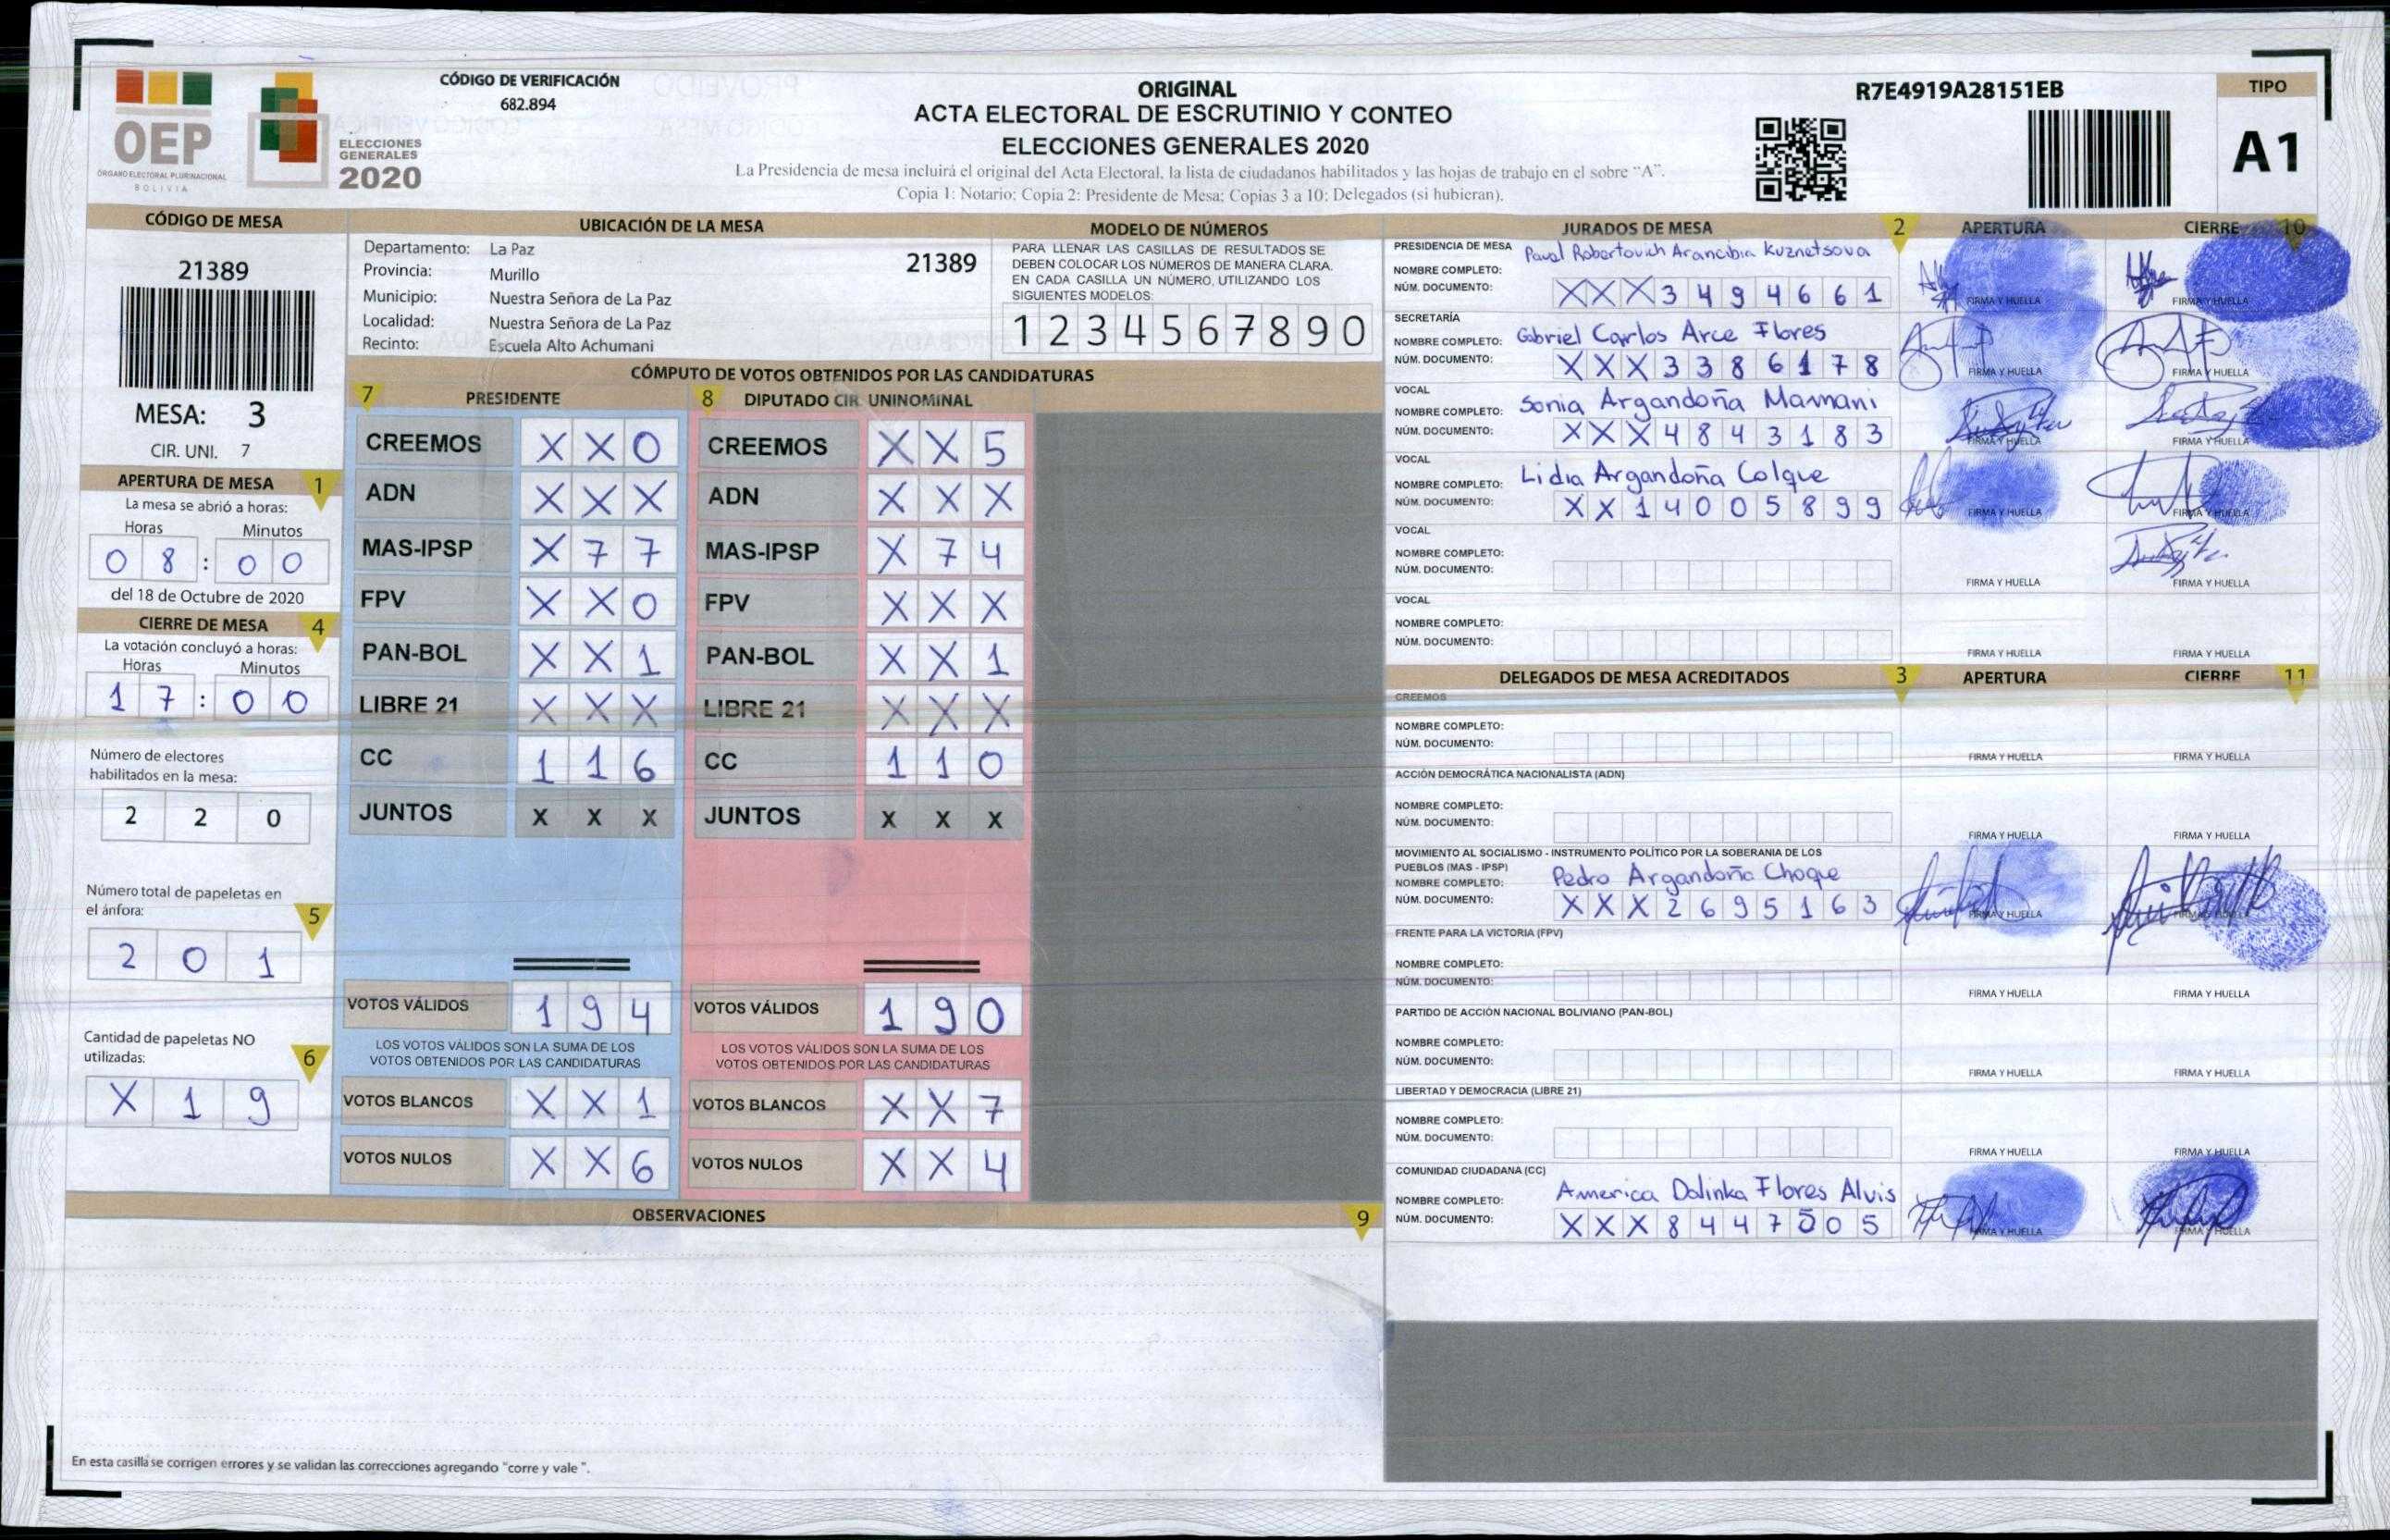 CÓDIGO DE VERIFICACIÓN
682.894
OEP
ÓRGANO ELECTORAL PLURINACIONAL
BOLIVIA
ELECCIONES
GENERALES
2020
ORIGINAL
ACTA ELECTORAL DE ESCRUTINIO Y CONTEO
ELECCIONES GENERALES 2020
La Presidencia de mesa incluirá el original del Acta Electoral, la lista de ciudadanos habilitados y las hojas de trabajo en el sobre "A".
Copia 1: Notario; Copia 2: Presidente de Mesa; Copias 3 a 10: Delegados (si hubieran).
R7E4919A28151EB
TIPO
A1
CÓDIGO DE MESA
21389
MESA: 3
CIR. UNI. 7
APERTURA DE MESA 1
La mesa se abrió a horas:
Horas Minutos
0 8 : 0 0
del 18 de Octubre de 2020
CIERRE DE MESA 4
La votación concluyó a horas:
Horas Minutos
1 7 : 0 0
Número de electores
habilitados en la mesa:
2 2 0
Número total de papeletas en
el ánfora: 5
2 0 1
Cantidad de papeletas NO
utilizadas: 6
X 1 9
UBICACIÓN DE LA MESA
Departamento: La Paz
21389
Provincia: Murillo
Municipio: Nuestra Señora de La Paz
Localidad: Nuestra Señora de La Paz
Recinto: Escuela Alto Achumani
MODELO DE NÚMEROS
PARA LLENAR LAS CASILLAS DE RESULTADOS SE
DEBEN COLOCAR LOS NÚMEROS DE MANERA CLARA.
EN CADA CASILLA UN NÚMERO, UTILIZANDO LOS
SIGUIENTES MODELOS:
1 2 3 4 5 6 7 8 9 0
CÓMPUTO DE VOTOS OBTENIDOS POR LAS CANDIDATURAS
7 PRESIDENTE
CREEMOS X X 0
ADN X X X
MAS-IPSP X 7 7
FPV X X 0
PAN-BOL X X 1
LIBRE 21 X X X
CC 1 1 6
JUNTOS X X X
VOTOS VÁLIDOS 1 9 4
LOS VOTOS VÁLIDOS SON LA SUMA DE LOS
VOTOS OBTENIDOS POR LAS CANDIDATURAS
VOTOS BLANCOS X X 1
VOTOS NULOS X X 6
8 DIPUTADO CIR. UNINOMINAL
CREEMOS X X 5
ADN X X X
MAS-IPSP X 7 4
FPV X X X
PAN-BOL X X 1
LIBRE 21 X X X
CC 1 1 0
JUNTOS X X X
VOTOS VÁLIDOS 1 9 0
LOS VOTOS VÁLIDOS SON LA SUMA DE LOS
VOTOS OBTENIDOS POR LAS CANDIDATURAS
VOTOS BLANCOS X X 7
VOTOS NULOS X X 4
OBSERVACIONES 9
En esta casilla se corrigen errores y se validan las correcciones agregando "corre y vale ".
JURADOS DE MESA 2 APERTURA CIERRE 10
PRESIDENCIA DE MESA
NOMBRE COMPLETO: Pavel Robertovich Arancibia Kuznetsova
NÚM. DOCUMENTO: X X X 3 4 9 4 6 6 1
FIRMA Y HUELLA FIRMA Y HUELLA
SECRETARÍA
NOMBRE COMPLETO: Gabriel Carlos Arce Flores
NÚM. DOCUMENTO: X X X 3 3 8 6 1 7 8
FIRMA Y HUELLA FIRMA Y HUELLA
VOCAL
NOMBRE COMPLETO: Sonia Argandoña Mamani
NÚM. DOCUMENTO: X X X 4 8 4 3 1 8 3
FIRMA Y HUELLA FIRMA Y HUELLA
VOCAL
NOMBRE COMPLETO: Lidia Argandoña Colque
NÚM. DOCUMENTO: X X 1 4 0 0 5 8 9 9
FIRMA Y HUELLA FIRMA Y HUELLA
VOCAL
NOMBRE COMPLETO:
NÚM. DOCUMENTO:
FIRMA Y HUELLA FIRMA Y HUELLA
VOCAL
NOMBRE COMPLETO:
NÚM. DOCUMENTO:
FIRMA Y HUELLA FIRMA Y HUELLA
DELEGADOS DE MESA ACREDITADOS 3 APERTURA CIERRE 11
CREEMOS
NOMBRE COMPLETO:
NÚM. DOCUMENTO:
FIRMA Y HUELLA FIRMA Y HUELLA
ACCIÓN DEMOCRÁTICA NACIONALISTA (ADN)
NOMBRE COMPLETO:
NÚM. DOCUMENTO:
FIRMA Y HUELLA FIRMA Y HUELLA
MOVIMIENTO AL SOCIALISMO - INSTRUMENTO POLÍTICO POR LA SOBERANIA DE LOS
PUEBLOS (MAS - IPSP)
NOMBRE COMPLETO: Pedro Argandoña Choque
NÚM. DOCUMENTO: X X X 2 6 9 5 1 6 3
FIRMA Y HUELLA FIRMA Y HUELLA
FRENTE PARA LA VICTORIA (FPV)
NOMBRE COMPLETO:
NÚM. DOCUMENTO:
FIRMA Y HUELLA FIRMA Y HUELLA
PARTIDO DE ACCIÓN NACIONAL BOLIVIANO (PAN-BOL)
NOMBRE COMPLETO:
NÚM. DOCUMENTO:
FIRMA Y HUELLA FIRMA Y HUELLA
LIBERTAD Y DEMOCRACIA (LIBRE 21)
NOMBRE COMPLETO:
NÚM. DOCUMENTO:
FIRMA Y HUELLA FIRMA Y HUELLA
COMUNIDAD CIUDADANA (CC)
NOMBRE COMPLETO: America Dalinka Flores Alvis
NÚM. DOCUMENTO: X X X 8 4 4 7 5 0 5
FIRMA Y HUELLA FIRMA Y HUELLA